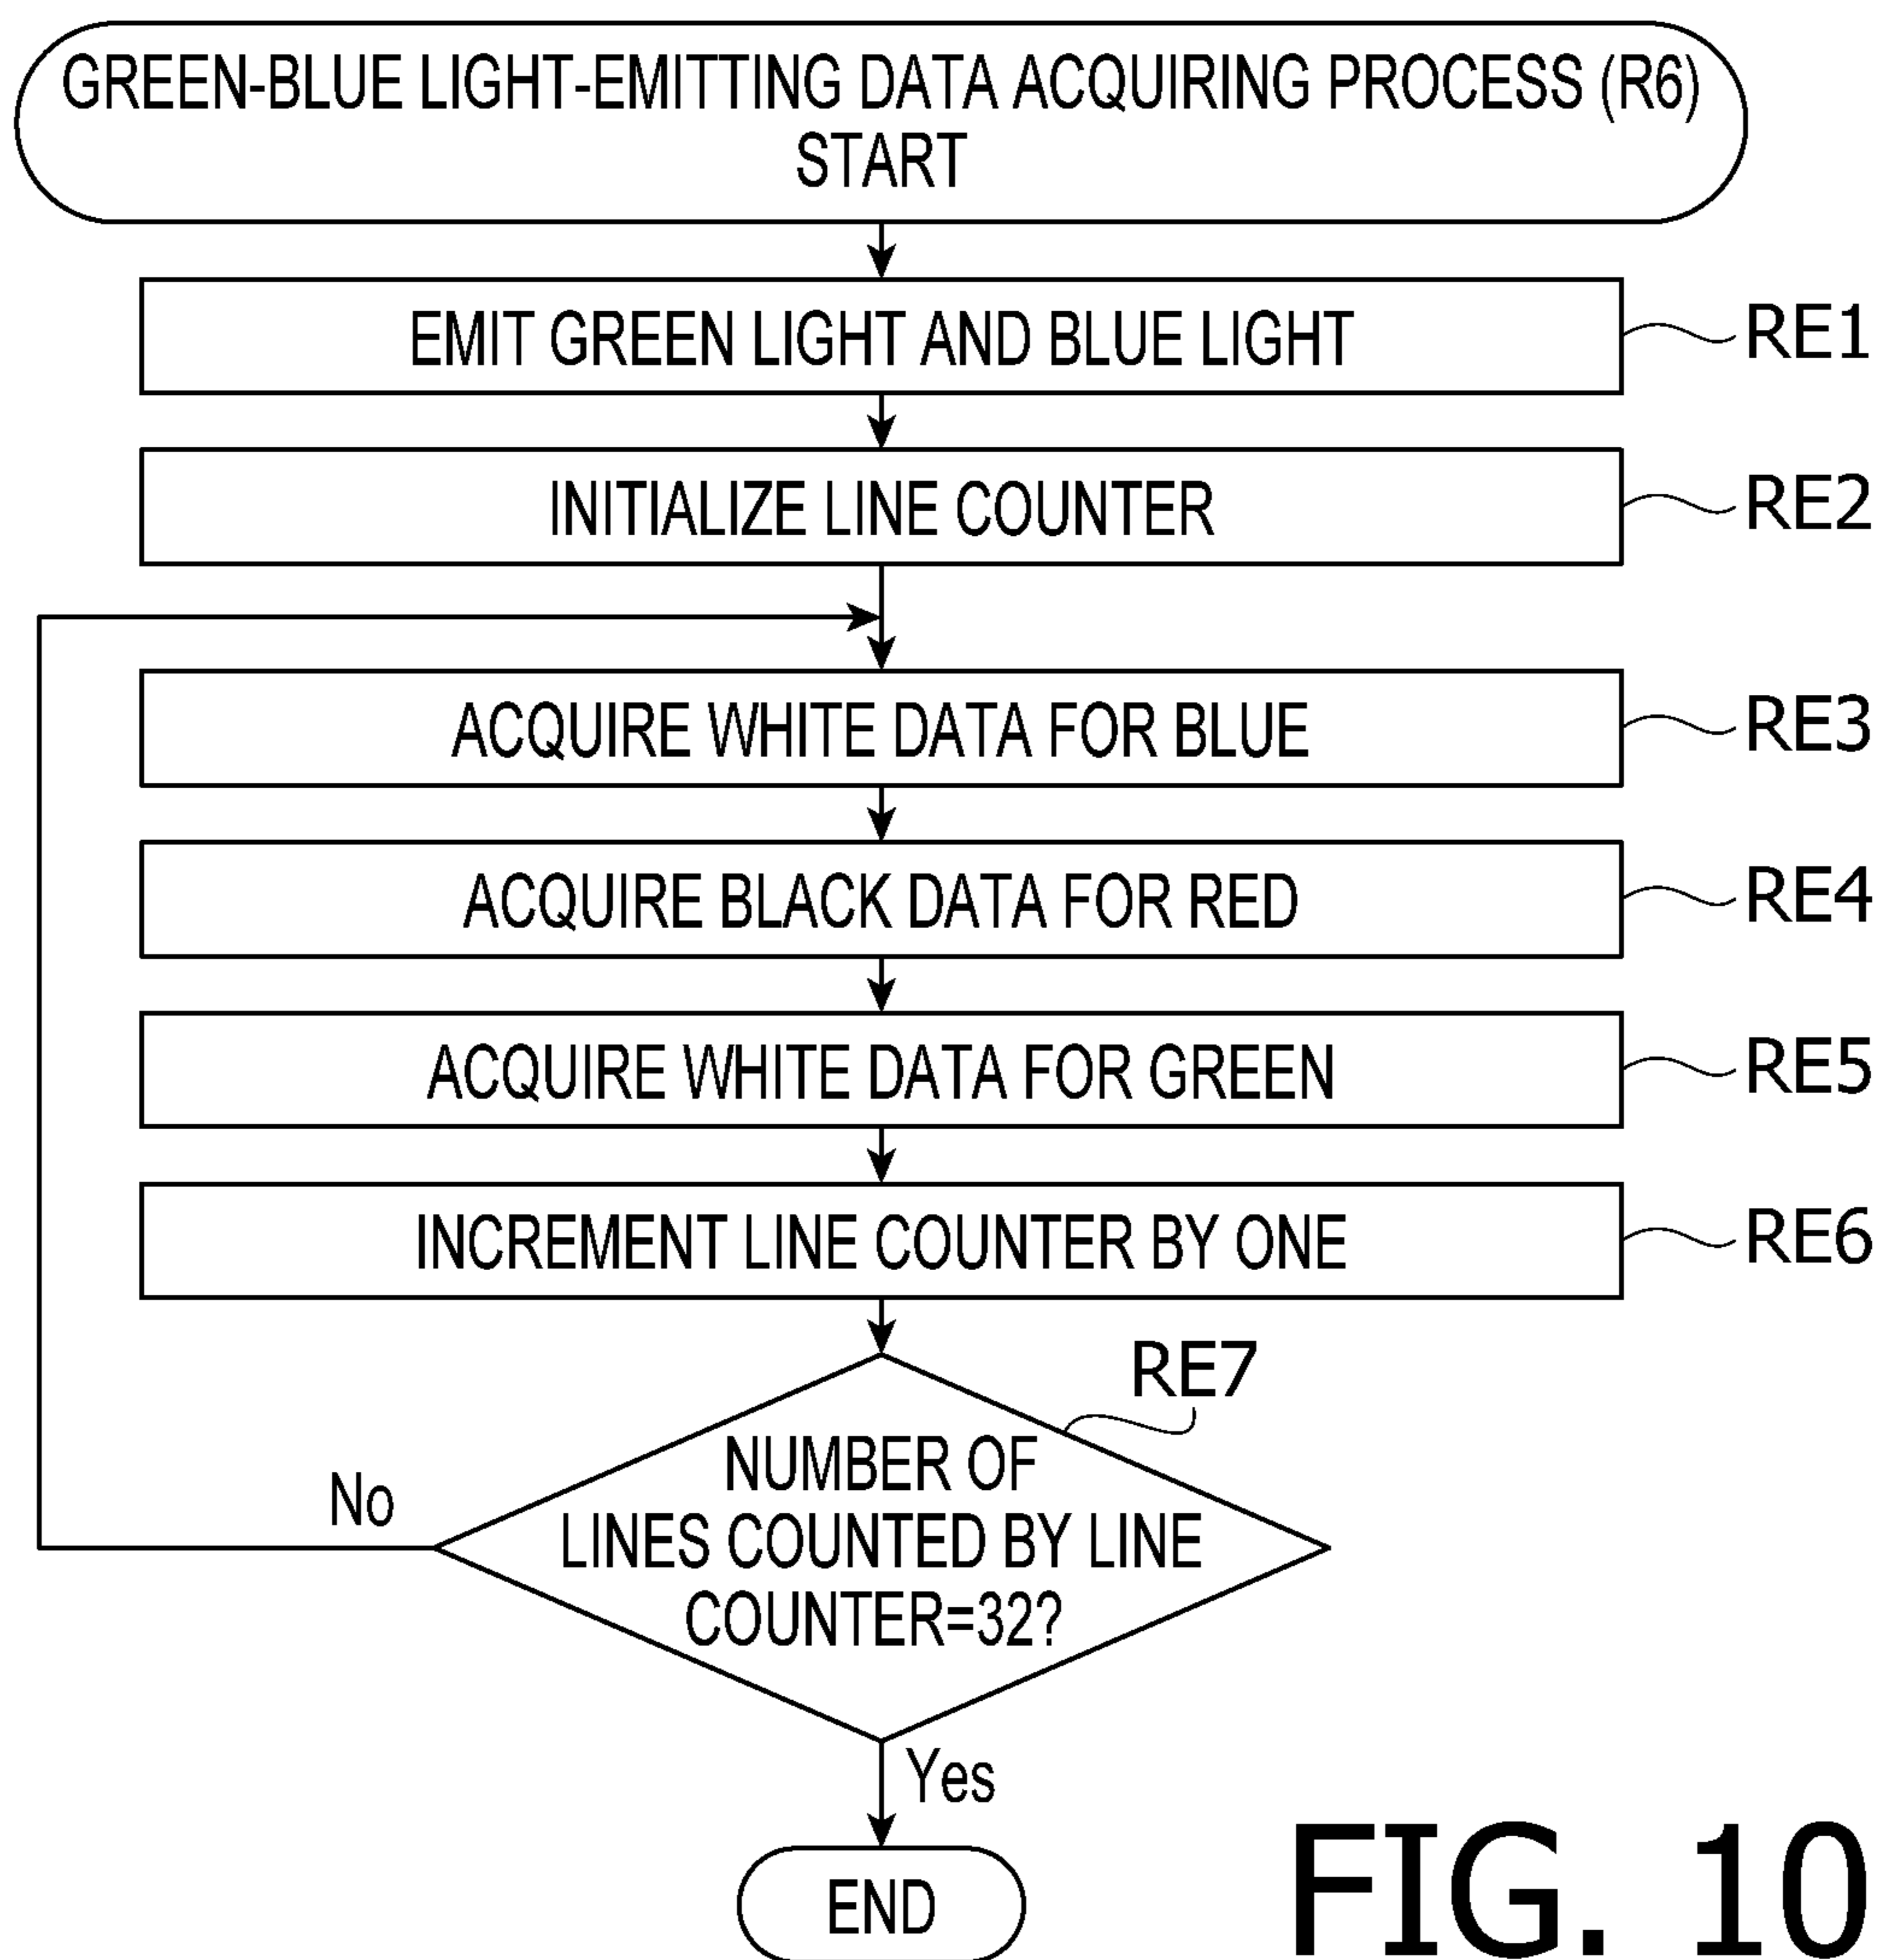 GREEN-BLUE LIGHT-EMITTING DATA ACQUIRING PROCESS (R6)
START
EMIT GREEN LIGHT AND BLUE LIGHT
RE1
INITIALIZE LINE COUNTER
RE2
ACQUIRE WHITE DATA FOR BLUE
RE3
ACQUIRE BLACK DATA FOR RED
RE4
ACQUIRE WHITE DATA FOR GREEN
RE5
INCREMENT LINE COUNTER BY ONE
RE6
RE7
NUMBER OF
LINES COUNTED BY LINE
COUNTER=32?
No
Yes
END
FIG. 10